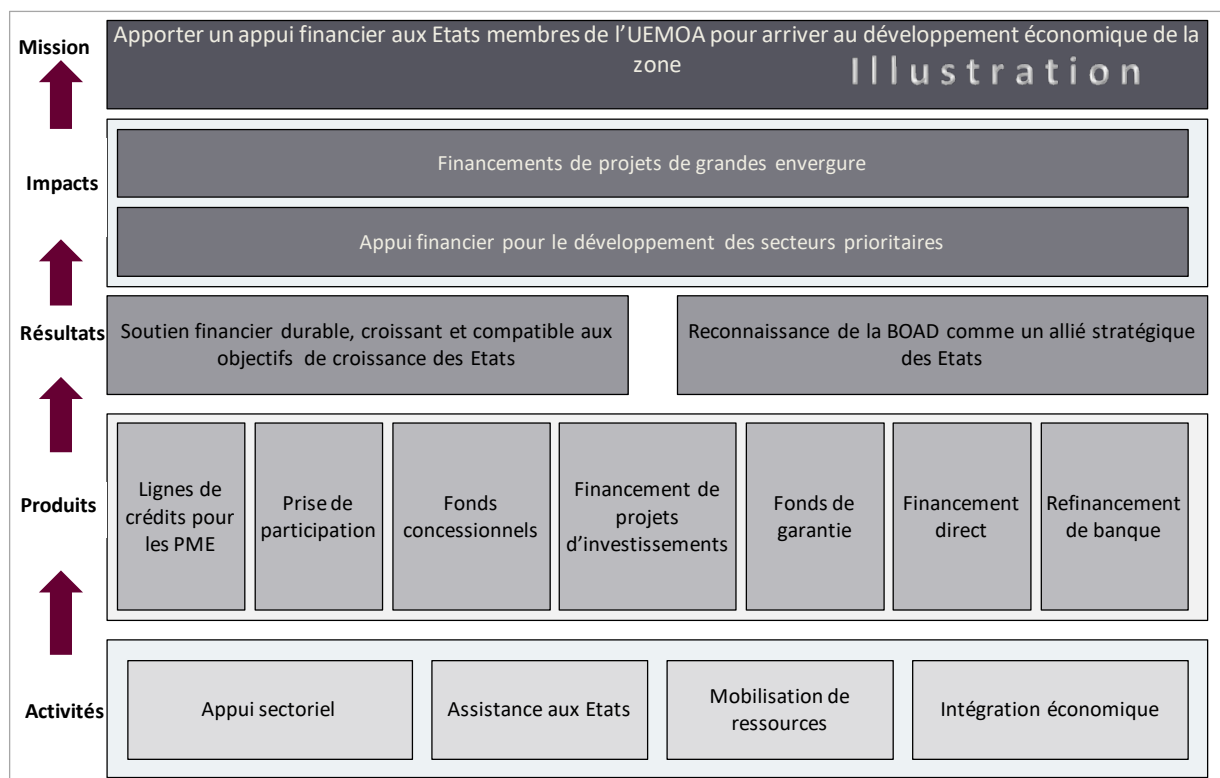 Mission
Apporter un appui financier aux Etats membres de l’UEMOA pour arriver au développement économique de la
zone
Illustration
Impacts
Financements de projets de grandes envergure
Appui financier pour le développement des secteurs prioritaires
Résultats
Soutien financier durable, croissant et compatible aux
objectifs de croissance des Etats
Reconnaissance de la BOAD comme un allié stratégique
des Etats
Produits
Lignes de
crédits pour
les PME
Prise de
participation
Fonds
concessionnels
Financement de
projets
d’investissements
Fonds de
garantie
Financement
direct
Refinancement
de banque
Activités
Appui sectoriel
Assistance aux Etats
Mobilisation de
ressources
Intégration économique